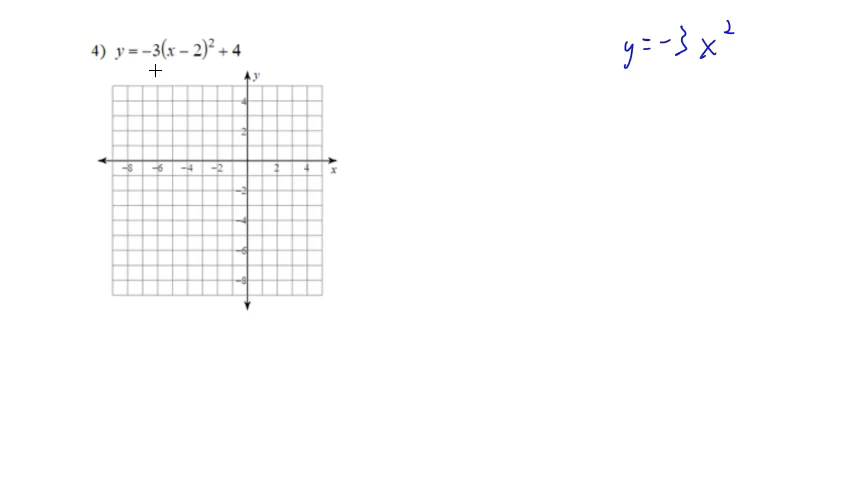 4) y = −3(x − 2)² + 4
y = -3 x²
y
4
2
−8 −6 −4 −2 2 4 x
−2
−4
−6
−8